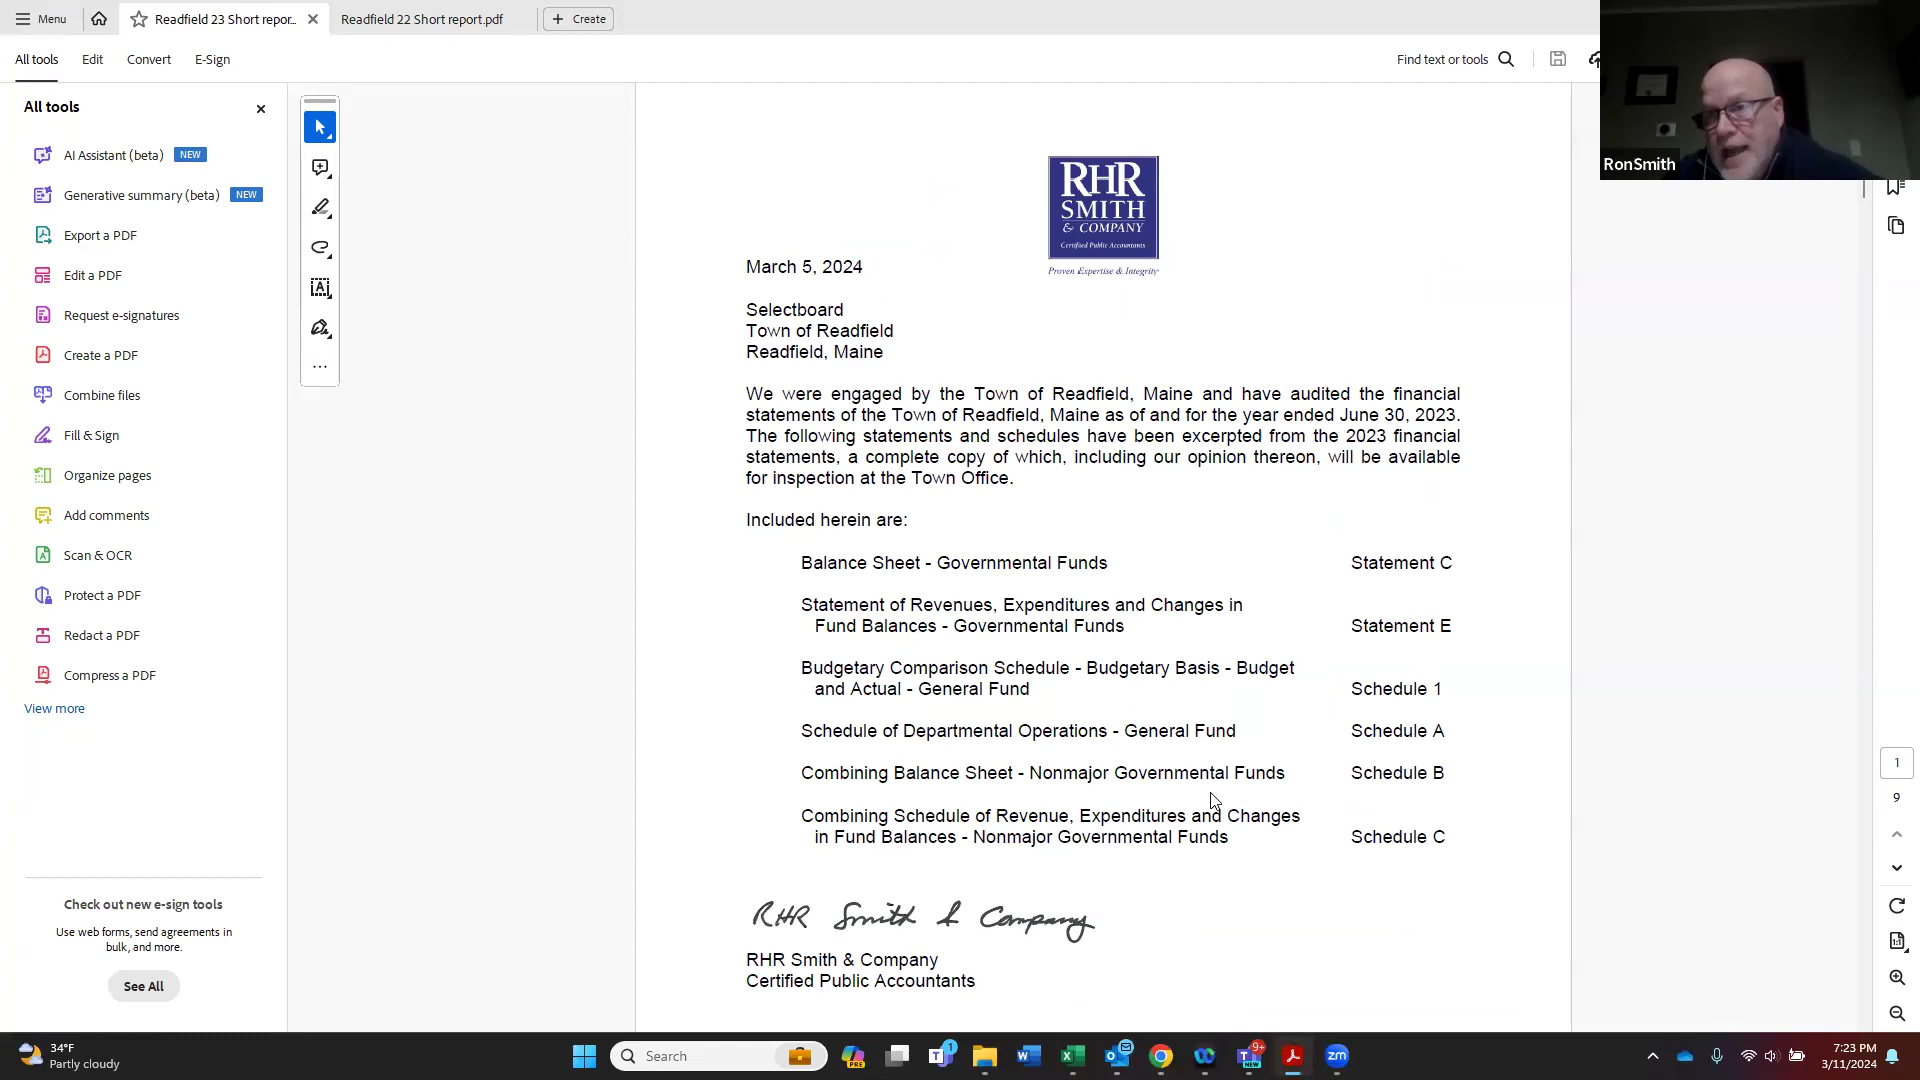 Menu
Readfield 23 Short repor...
Readfield 22 Short report.pdf
Create
All tools
Edit
Convert
E-Sign
Find text or tools
All tools
AI Assistant (beta) NEW
Generative summary (beta) NEW
Export a PDF
Edit a PDF
Request e-signatures
Create a PDF
Combine files
Fill & Sign
Organize pages
Add comments
Scan & OCR
Protect a PDF
Redact a PDF
Compress a PDF
View more
Check out new e-sign tools
Use web forms, send agreements in
bulk, and more.
See All
RHR
SMITH
& COMPANY
Certified Public Accountants
Proven Expertise & Integrity
March 5, 2024
Selectboard
Town of Readfield
Readfield, Maine
We were engaged by the Town of Readfield, Maine and have audited the financial
statements of the Town of Readfield, Maine as of and for the year ended June 30, 2023.
The following statements and schedules have been excerpted from the 2023 financial
statements, a complete copy of which, including our opinion thereon, will be available
for inspection at the Town Office.
Included herein are:
Balance Sheet - Governmental Funds Statement C
Statement of Revenues, Expenditures and Changes in
Fund Balances - Governmental Funds Statement E
Budgetary Comparison Schedule - Budgetary Basis - Budget
and Actual - General Fund Schedule 1
Schedule of Departmental Operations - General Fund Schedule A
Combining Balance Sheet - Nonmajor Governmental Funds Schedule B
Combining Schedule of Revenue, Expenditures and Changes
in Fund Balances - Nonmajor Governmental Funds Schedule C
RHR Smith & Company
RHR Smith & Company
Certified Public Accountants
RonSmith
1
9
34°F
Partly cloudy
Search
PRE
1
9+
NEW
zm
7:23 PM
3/11/2024